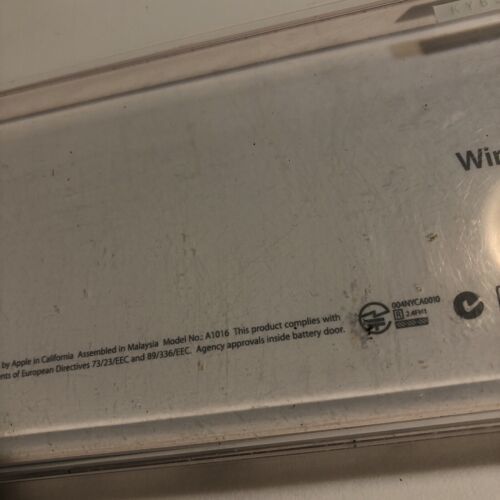 Wir
004NYCA0010
R 2.4FH1
by Apple in California Assembled in Malaysia Model No.: A1016 This product complies with
nts of European Directives 73/23/EEC and 89/336/EEC. Agency approvals inside battery door.